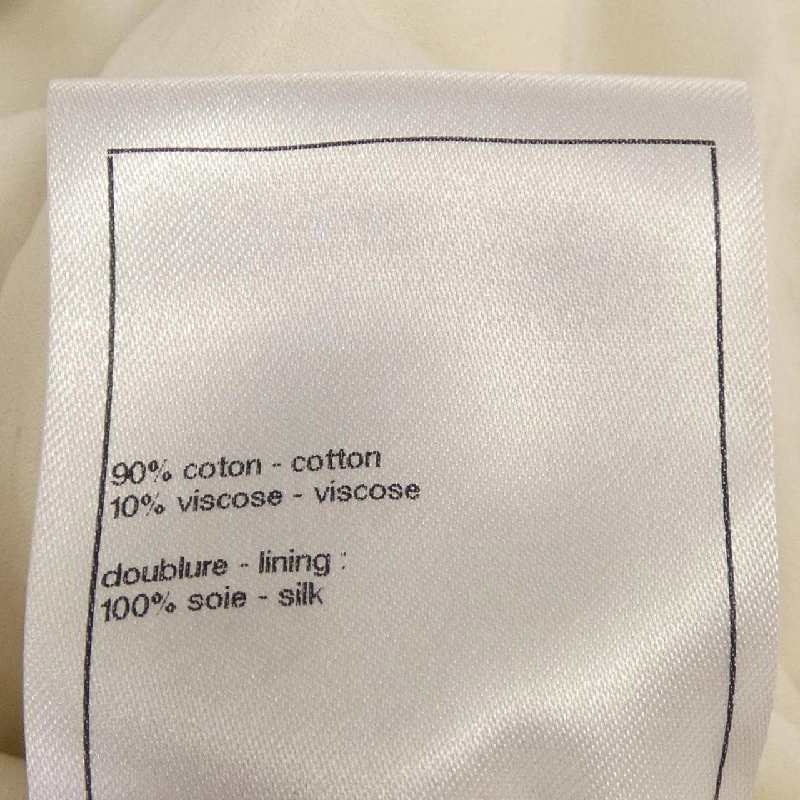 90% coton - cotton
10% viscose - viscose
doublure - lining :
100% soie - silk